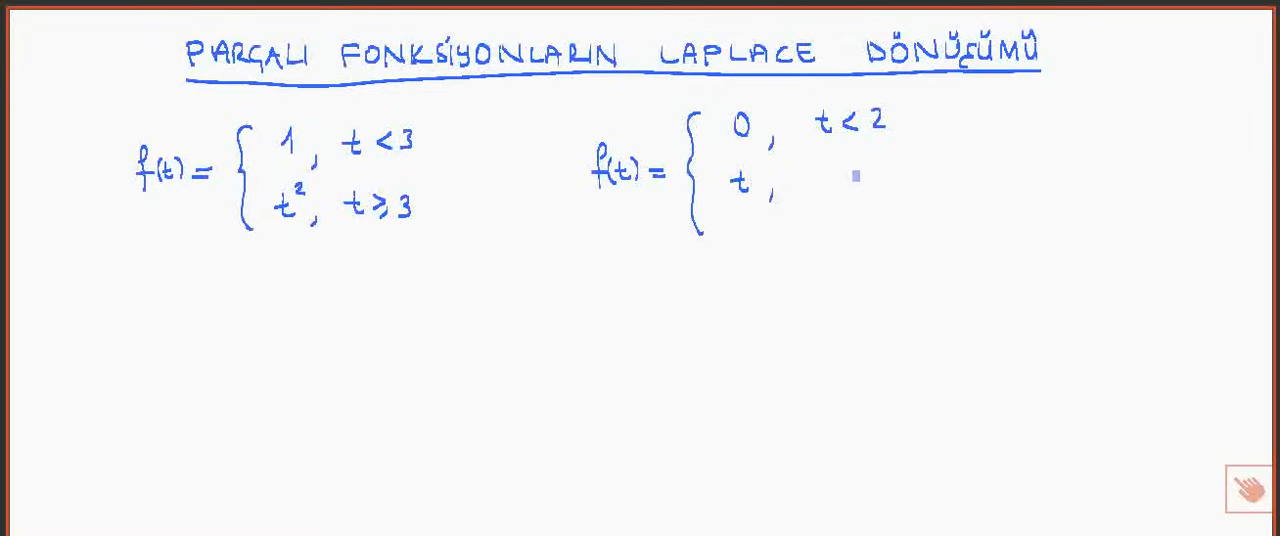 PARÇALI FONKSİYONLARIN LAPLACE DÖNÜŞÜMÜ
f(t) = { 1, t < 3
t², t ≥ 3
f(t) = { 0, t < 2
t,